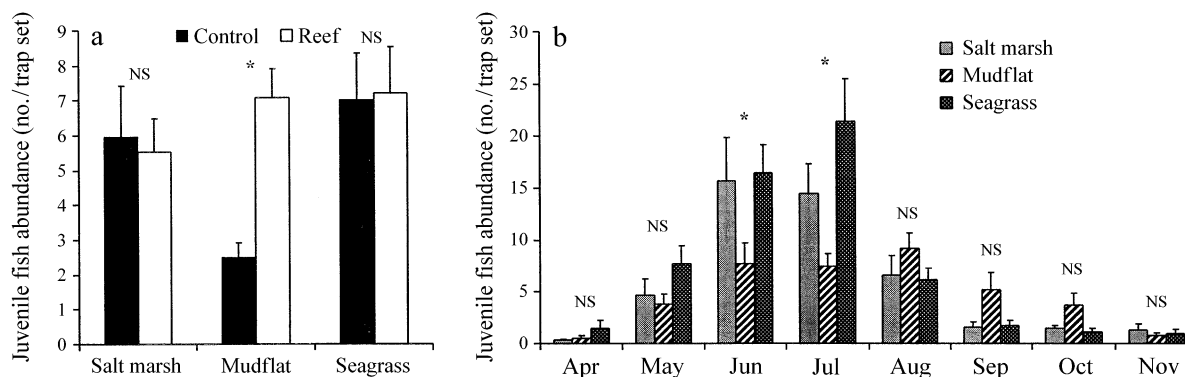 a
Control Reef
Juvenile fish abundance (no./trap set)
9
8
7
6
5
4
3
2
1
0
NS
*
NS
Salt marsh Mudflat Seagrass
b
Salt marsh
Mudflat
Seagrass
Juvenile fish abundance (no./trap set)
30
25
20
15
10
5
0
NS
NS
*
*
NS
NS
NS
NS
Apr May Jun Jul Aug Sep Oct Nov